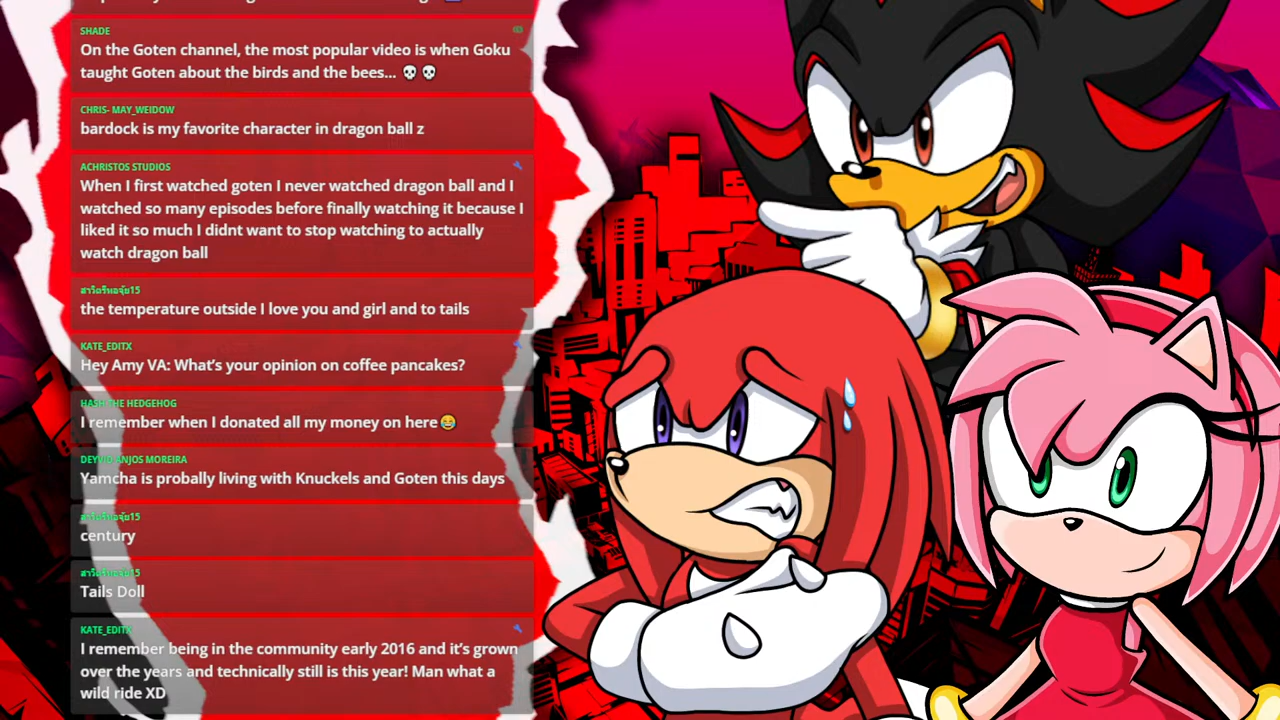 SHADE
On the Goten channel, the most popular video is when Goku
taught Goten about the birds and the bees... 💀 💀
CHRIS- MAY_WEIDOW
bardock is my favorite character in dragon ball z
ACHRISTOS STUDIOS
When I first watched goten I never watched dragon ball and I
watched so many episodes before finally watching it because I
liked it so much I didnt want to stop watching to actually
watch dragon ball
the temperature outside I love you and girl and to tails
KATE_EDITX
Hey Amy VA: What's your opinion on coffee pancakes?
HASH THE HEDGEHOG
I remember when I donated all my money on here😂
DEYVID ANJOS MOREIRA
Yamcha is probally living with Knuckels and Goten this days
century
Tails Doll
KATE_EDITX
I remember being in the community early 2016 and it's grown
over the years and technically still is this year! Man what a
wild ride XD